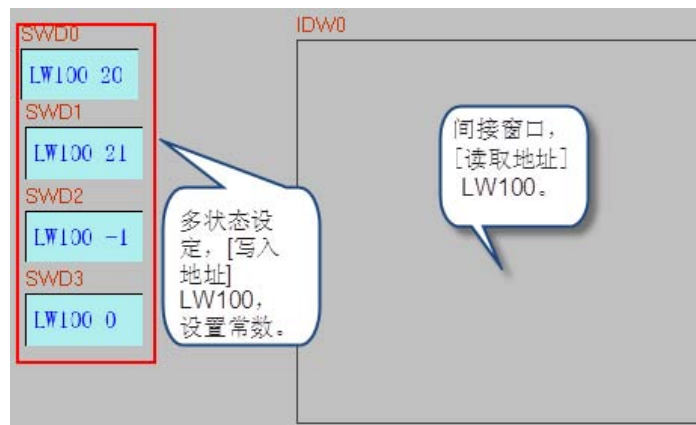 SWD0
LW100 20
SWD1
LW100 21
SWD2
LW100 -1
SWD3
LW100 0
多状态设
定，[写入
地址]
LW100，
设置常数。
IDW0
间接窗口，
[读取地址]
LW100。